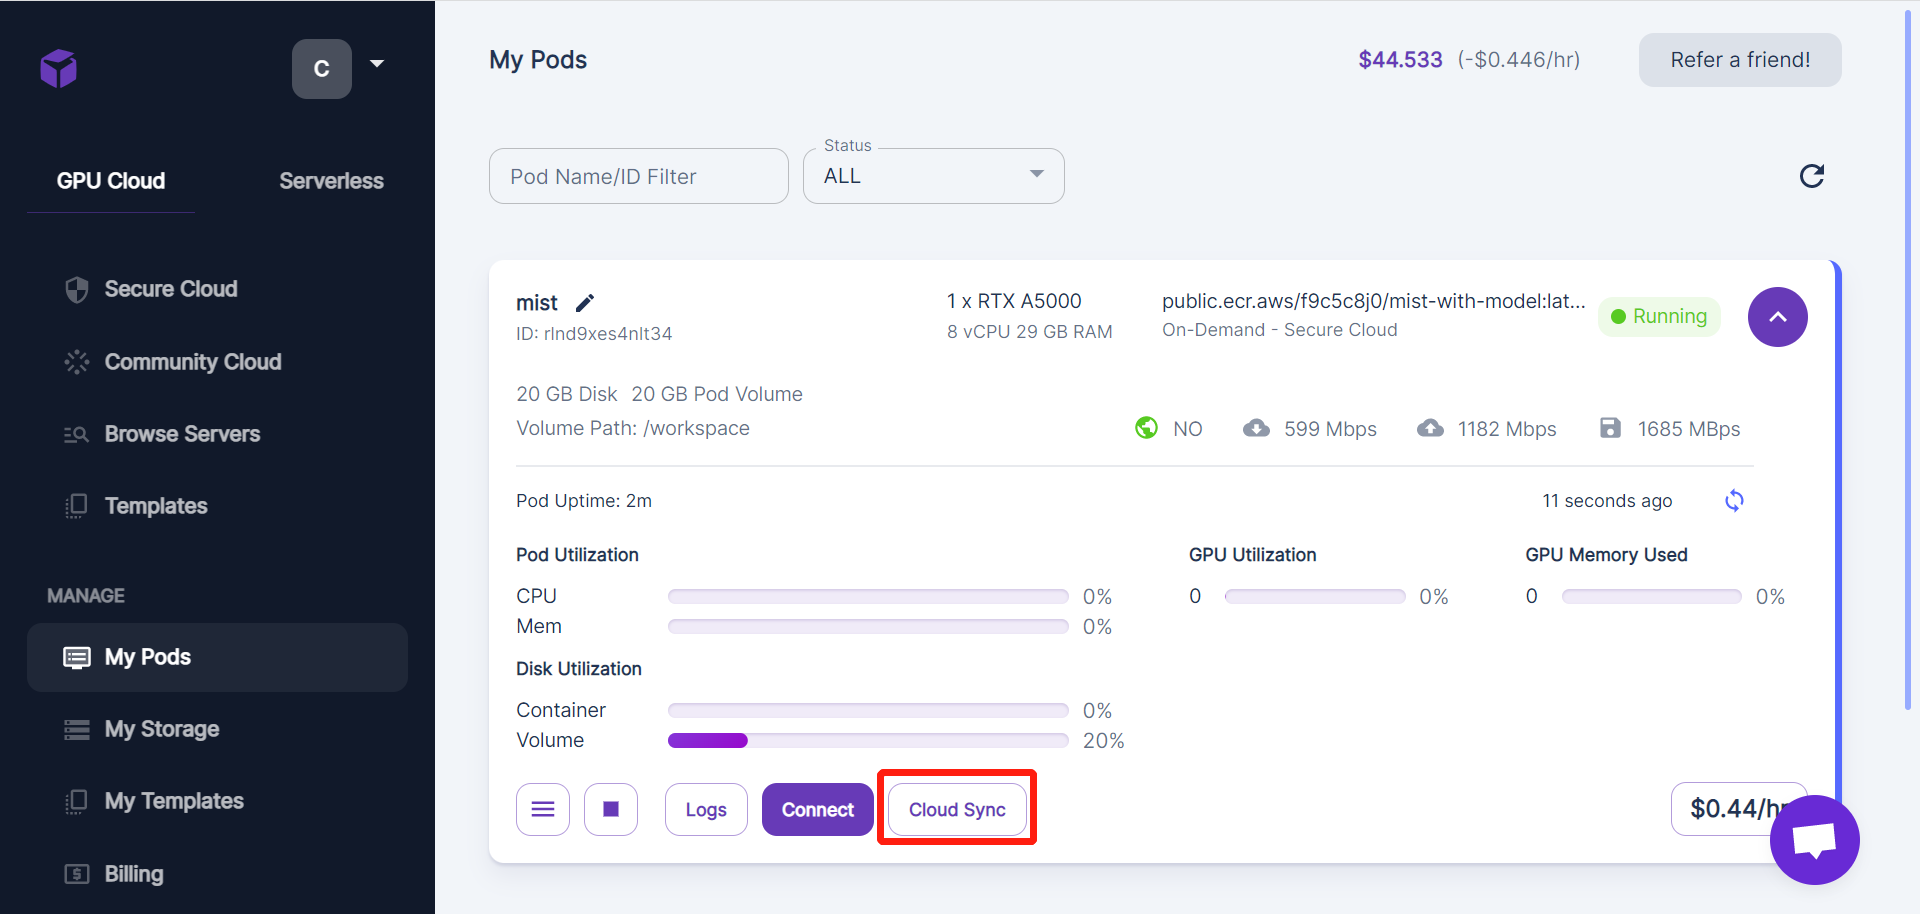 C
GPU Cloud
Serverless
Secure Cloud
Community Cloud
Browse Servers
Templates
MANAGE
My Pods
My Storage
My Templates
Billing
My Pods
$44.533 (-$0.446/hr)
Refer a friend!
Pod Name/ID Filter
Status
ALL
mist
ID: rlnd9xes4nlt34
1 x RTX A5000
8 vCPU 29 GB RAM
public.ecr.aws/f9c5c8j0/mist-with-model:lat...
On-Demand - Secure Cloud
Running
20 GB Disk 20 GB Pod Volume
Volume Path: /workspace
NO
599 Mbps
1182 Mbps
1685 MBps
Pod Uptime: 2m
11 seconds ago
Pod Utilization
CPU 0%
Mem 0%
GPU Utilization
0 0%
GPU Memory Used
0 0%
Disk Utilization
Container 0%
Volume 20%
Logs
Connect
Cloud Sync
$0.44/hr